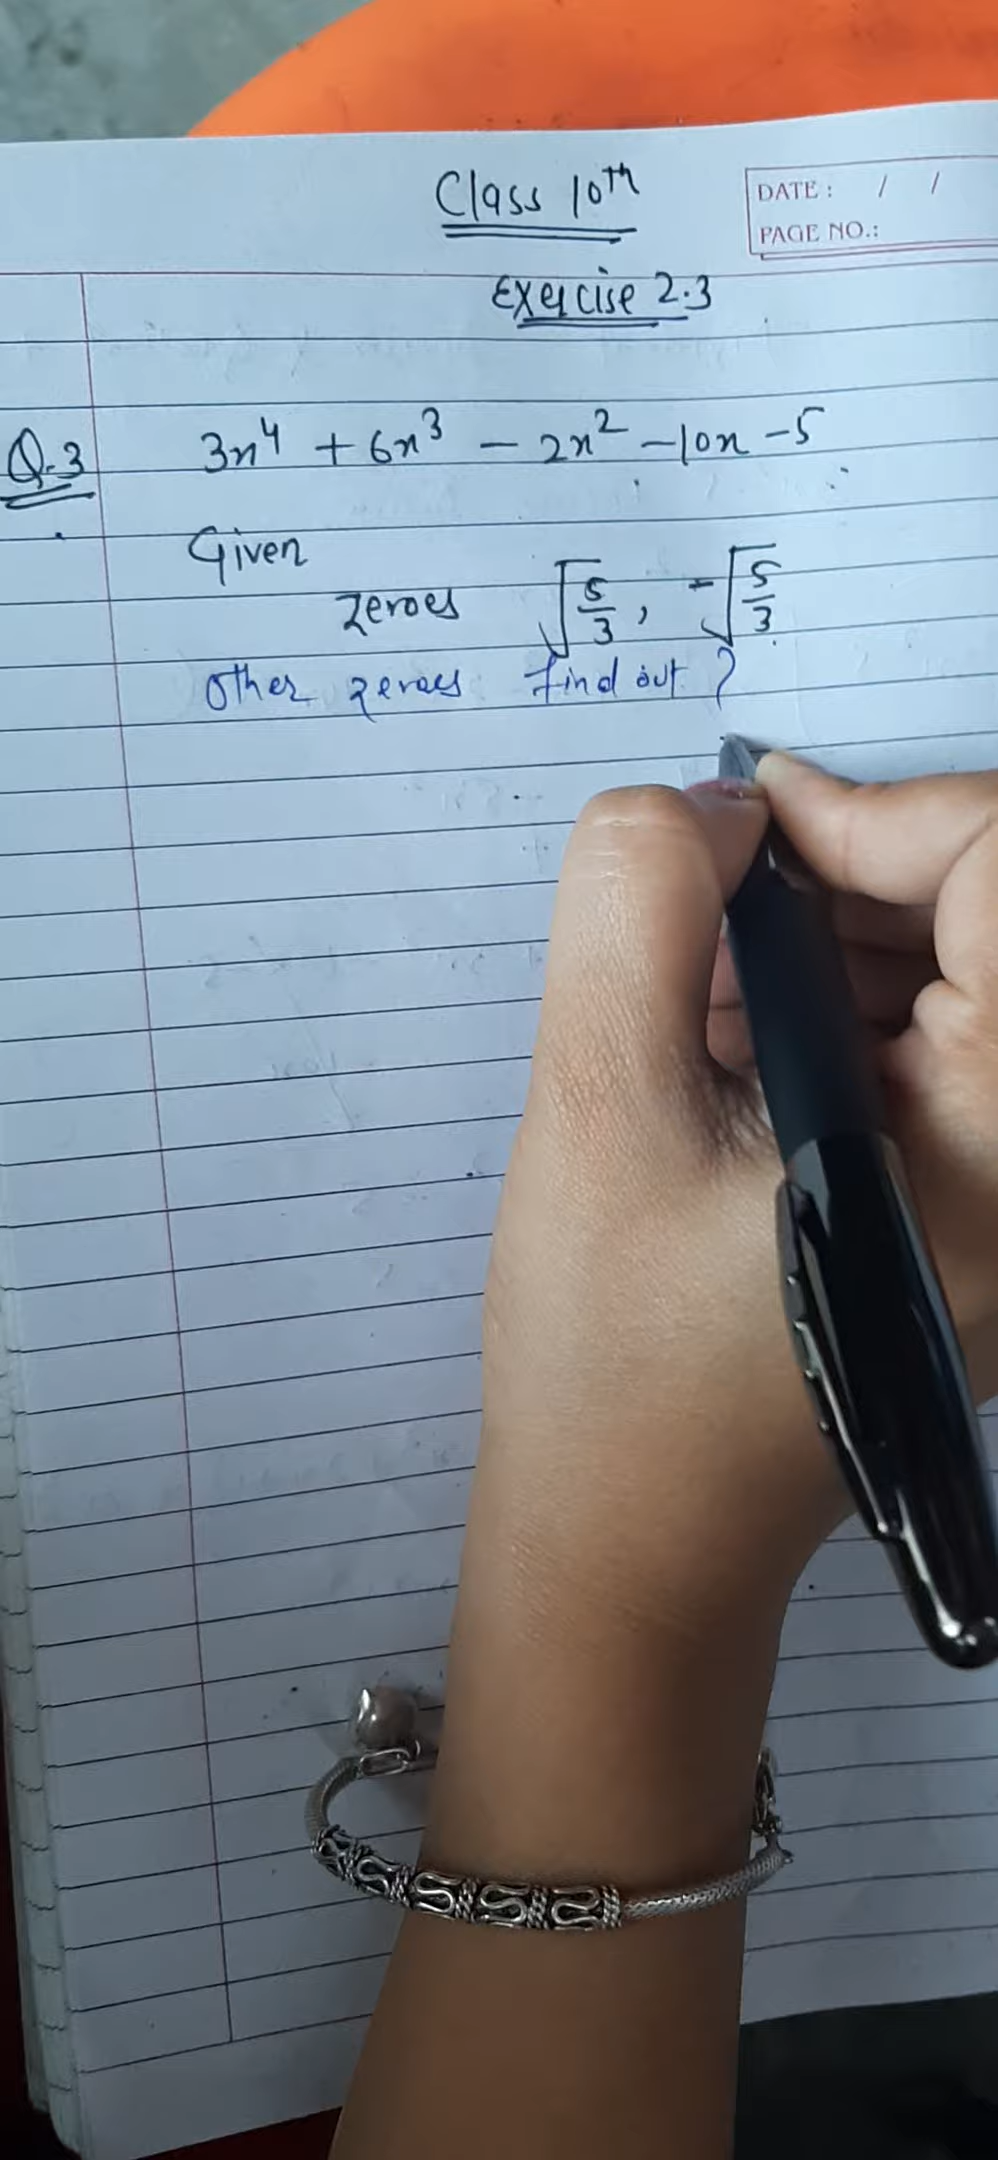 Class 10th
DATE : / /
PAGE NO.:
Exercise 2.3
Q.3 3x⁴ + 6x³ - 2x² - 10x - 5
Given
zeroes √5/3, -√5/3
Other zeroes find out ?